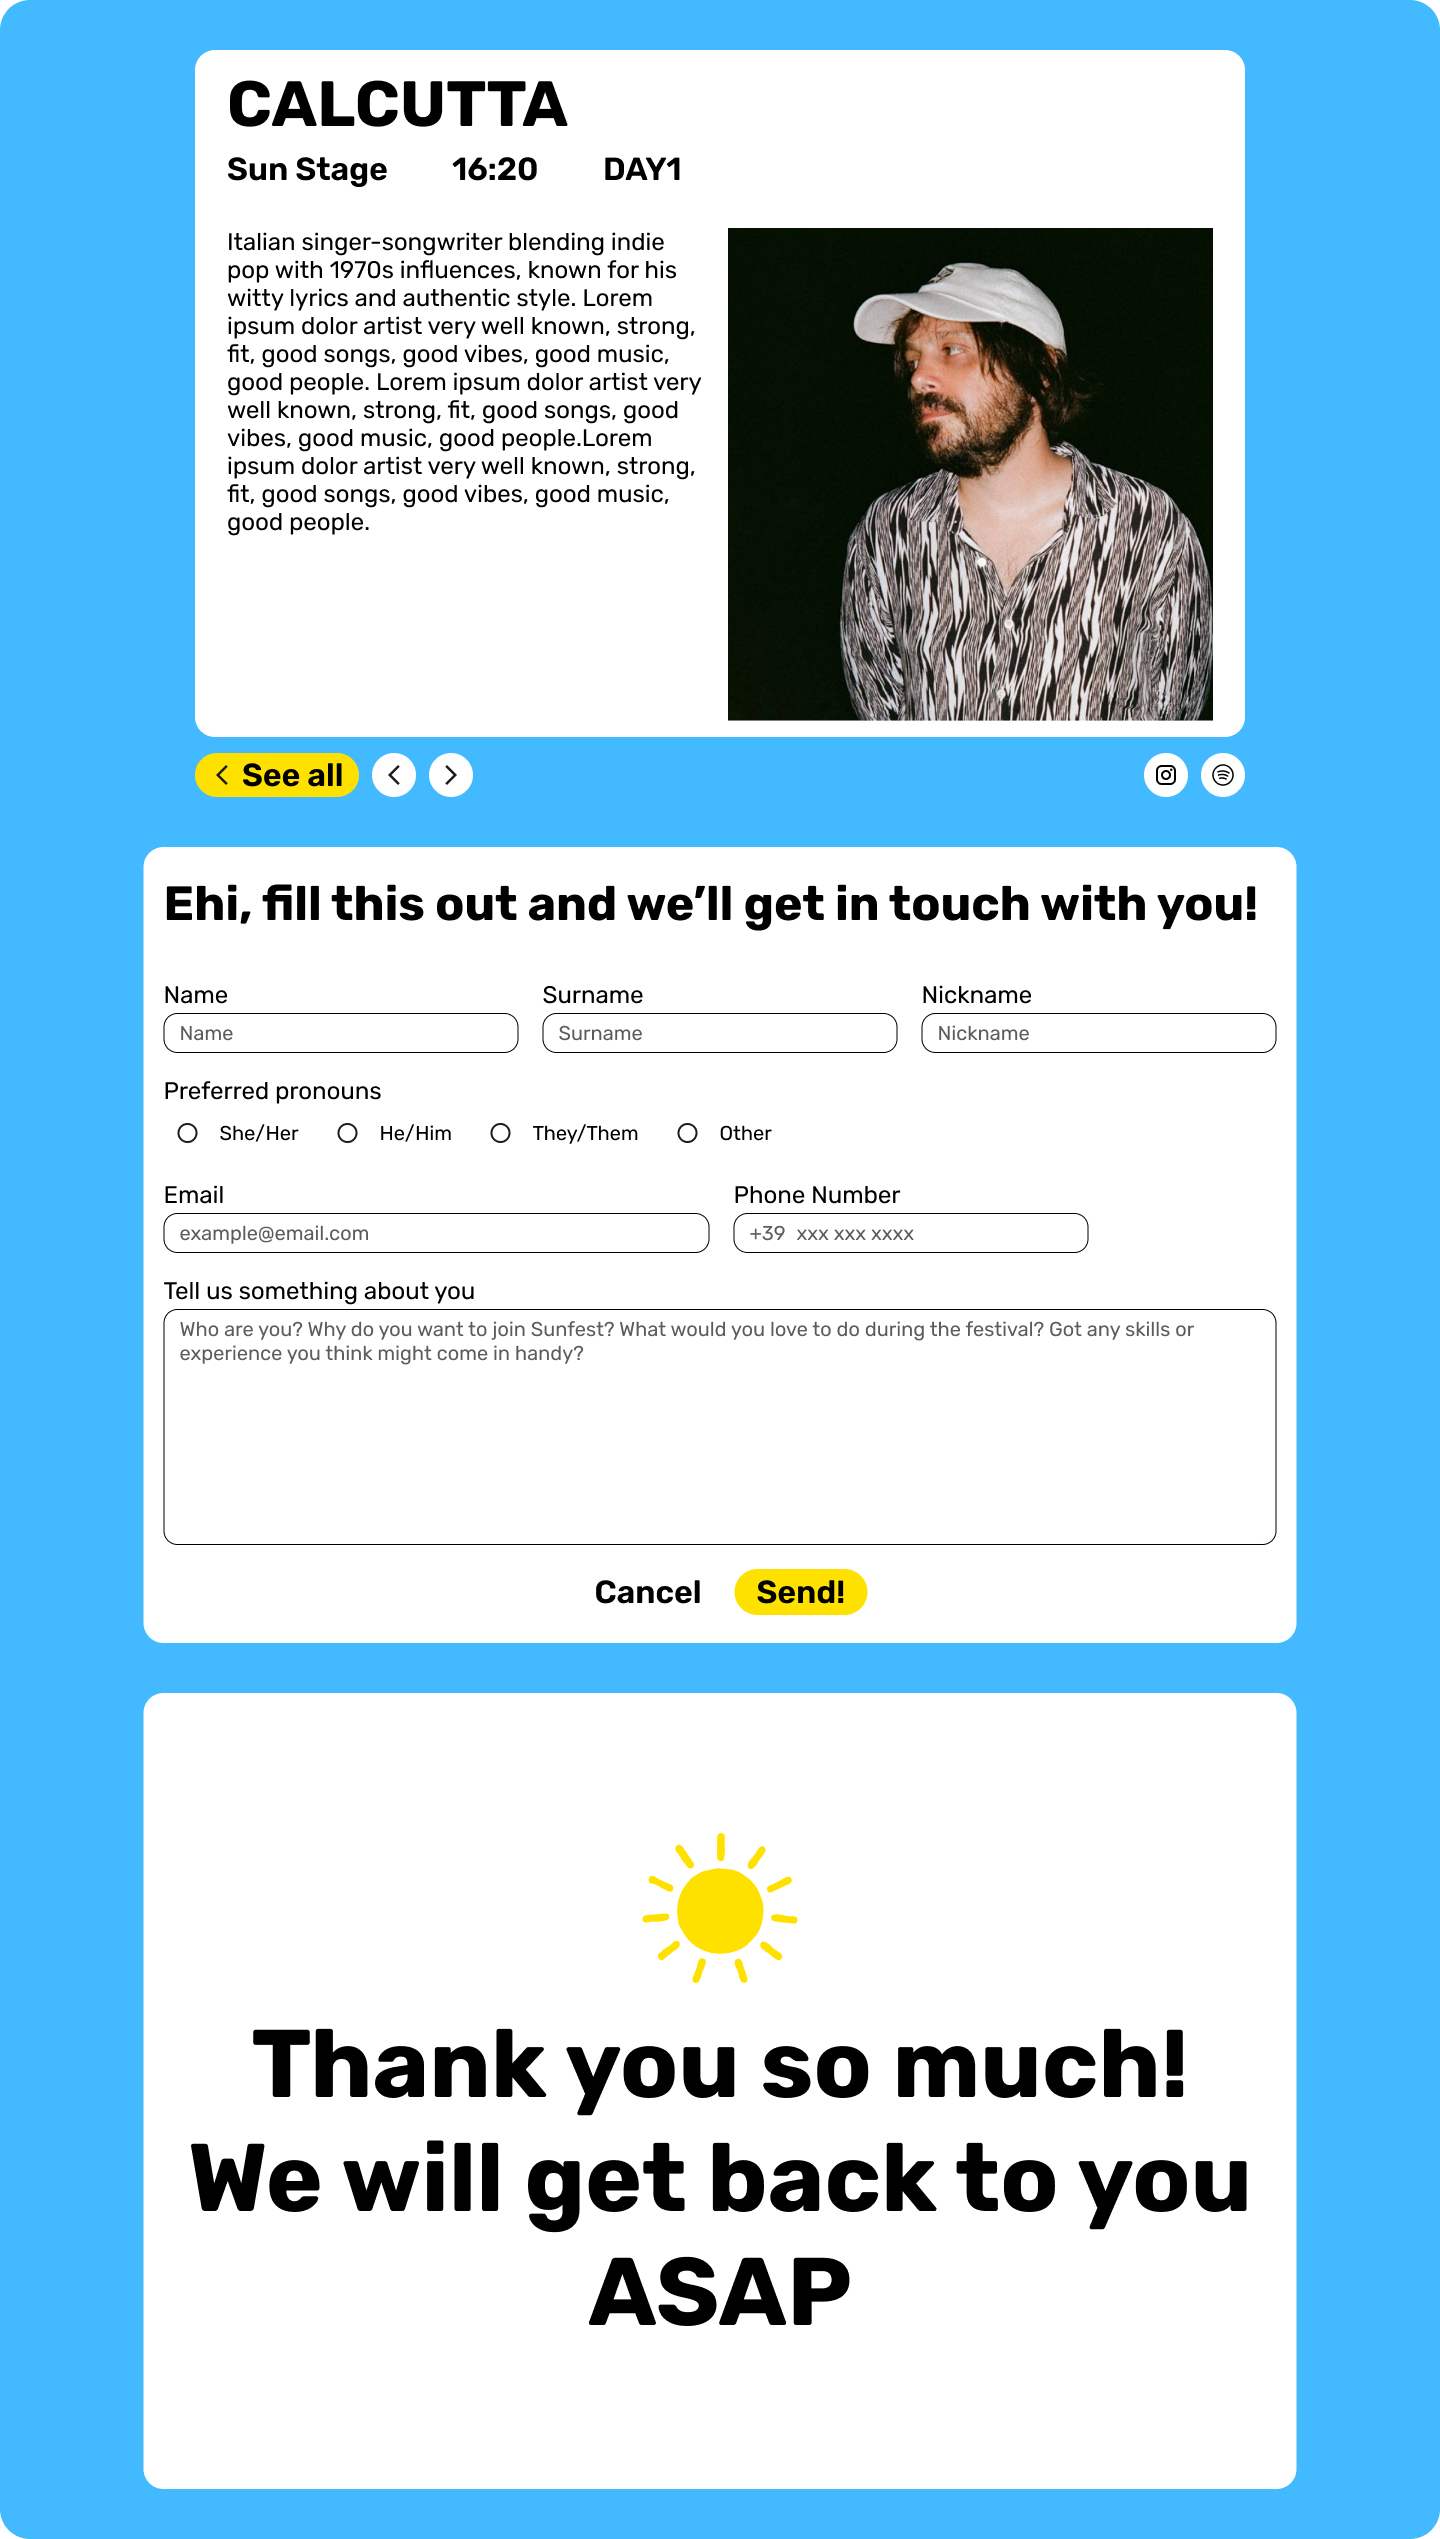 CALCUTTA
Sun Stage 16:20 DAY1
Italian singer-songwriter blending indie
pop with 1970s influences, known for his
witty lyrics and authentic style. Lorem
ipsum dolor artist very well known, strong,
fit, good songs, good vibes, good music,
good people. Lorem ipsum dolor artist very
well known, strong, fit, good songs, good
vibes, good music, good people.Lorem
ipsum dolor artist very well known, strong,
fit, good songs, good vibes, good music,
good people.
See all
Ehi, fill this out and we’ll get in touch with you!
Name Surname Nickname
Name Surname Nickname
Preferred pronouns
She/Her He/Him They/Them Other
Email Phone Number
example@email.com +39 xxx xxx xxxx
Tell us something about you
Who are you? Why do you want to join Sunfest? What would you love to do during the festival? Got any skills or
experience you think might come in handy?
Cancel Send!
Thank you so much!
We will get back to you
ASAP